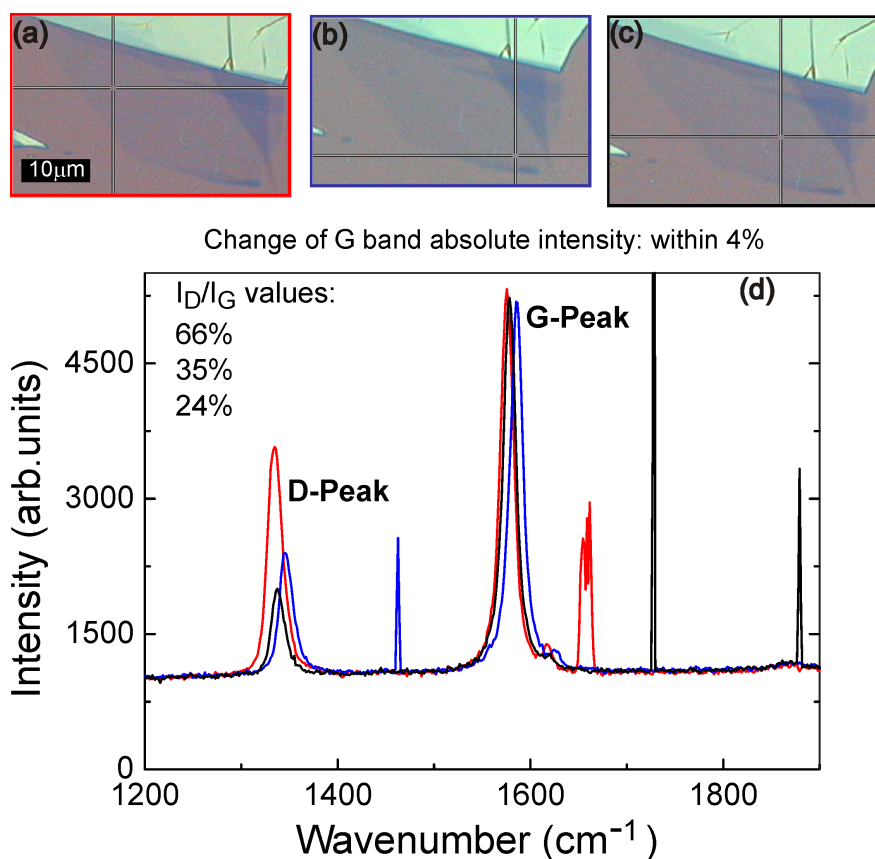 (a)
(b)
(c)
10μm
Change of G band absolute intensity: within 4%
I_D/I_G values:
66%
35%
24%
(d)
G-Peak
D-Peak
Intensity (arb.units)
4500
3000
1500
0
1200
1400
1600
1800
Wavenumber (cm⁻¹)